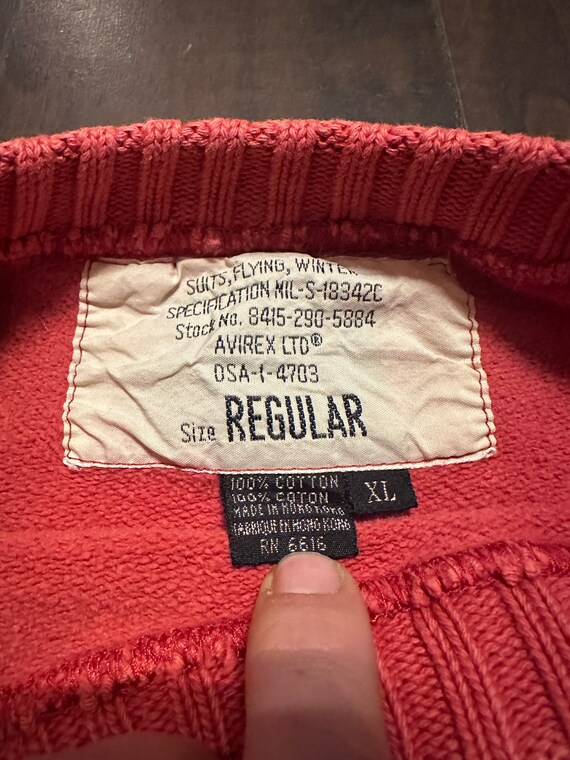 SUITS, FLYING, WINTER
SPECIFICATION MIL-S-18342C
Stock No. 8415-290-5884
AVIREX LTD®
DSA-1-4703
Size REGULAR
100% COTTON
100% COTON
XL
MADE IN HONG KONG
FABRIQUE EN HONG KONG
RN 6616